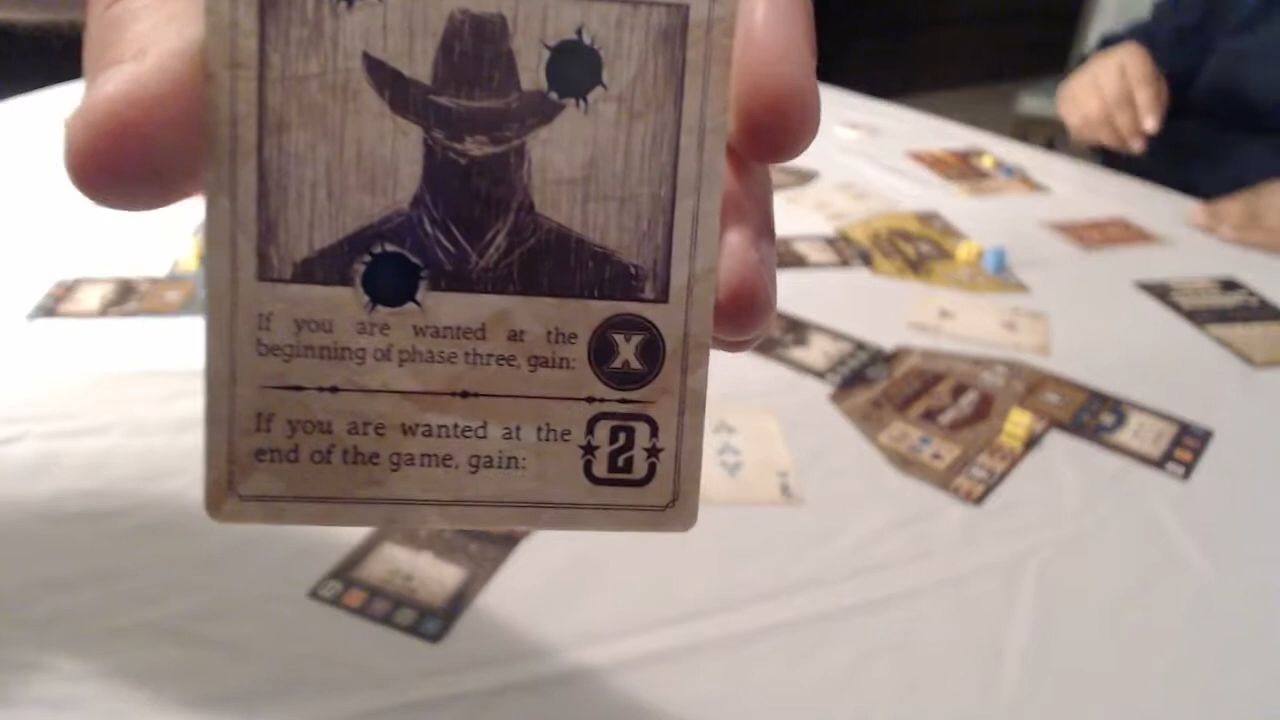 If you are wanted at the
beginning of phase three, gain:
X
If you are wanted at the
end of the game, gain:
2